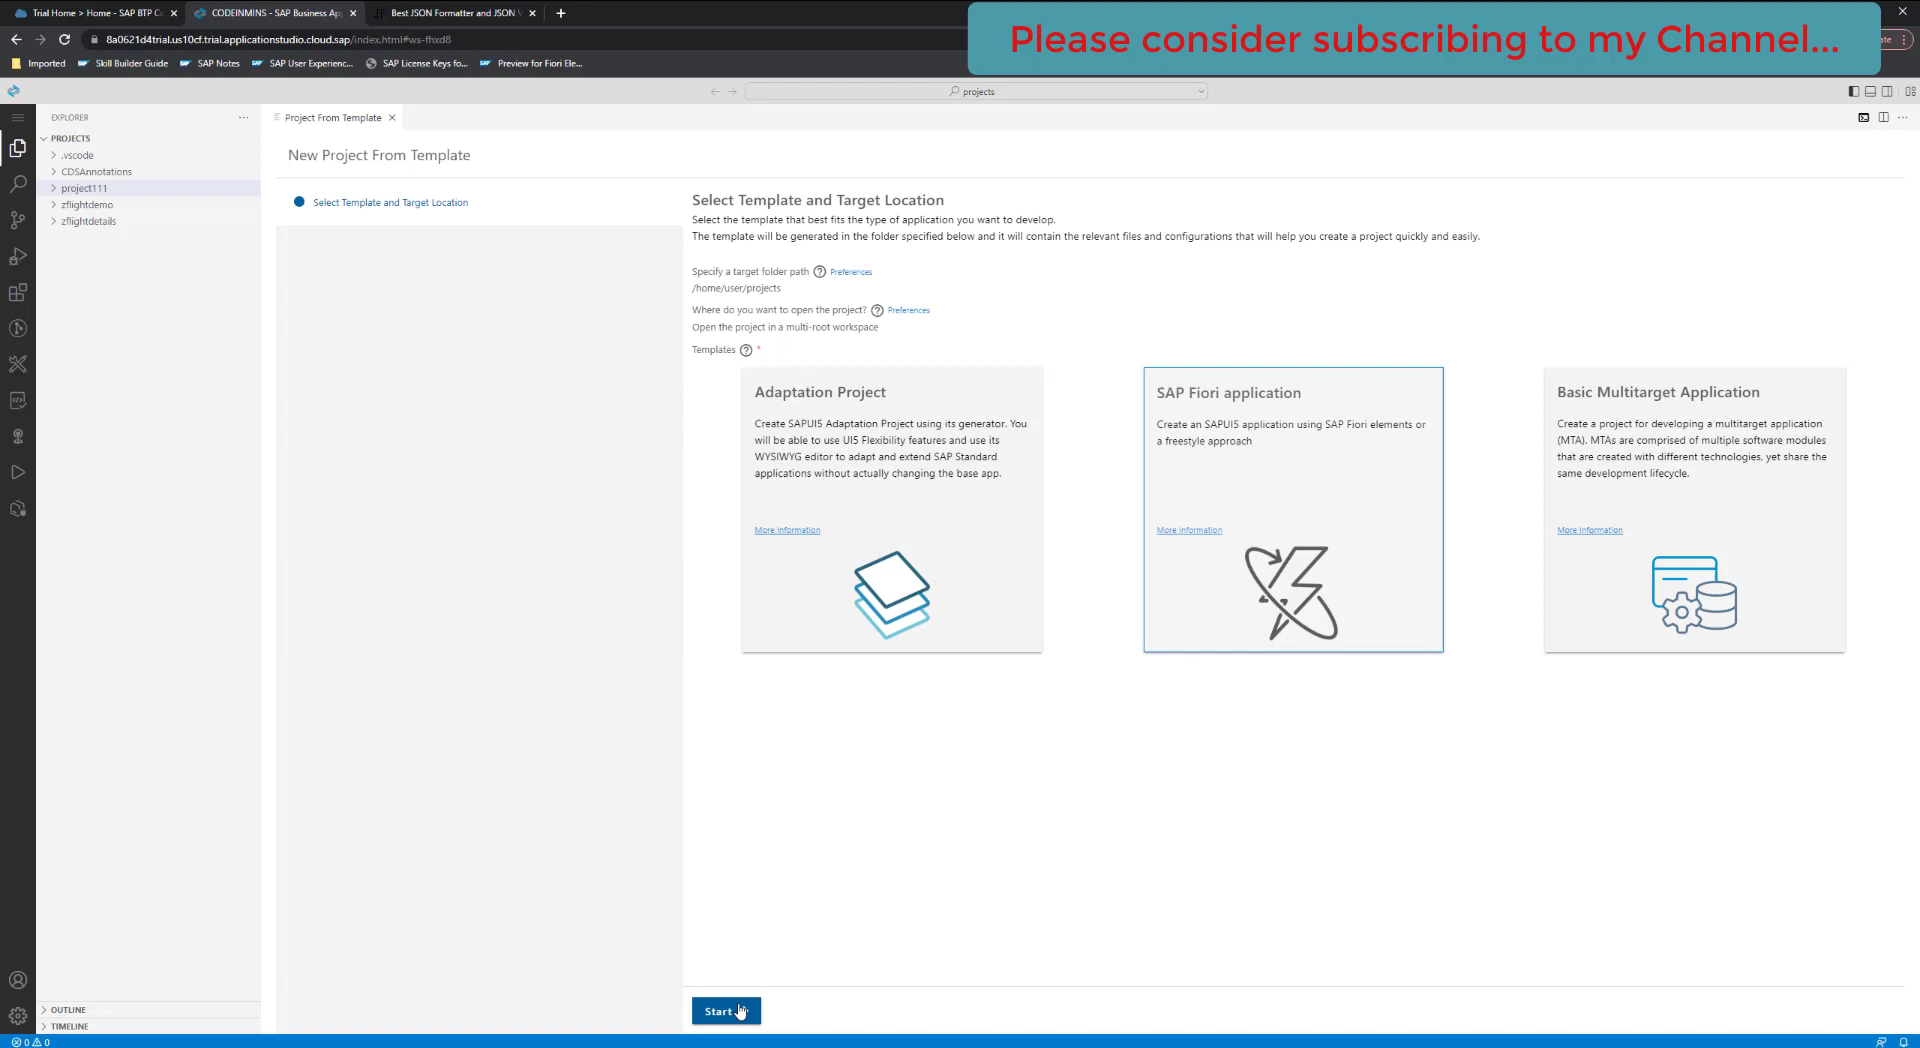 Trial Home > Home - SAP BTP C
CODEINMINS - SAP Business Ap
Best JSON Formatter and JSON V
8a0621d4trial.us10cf.trial.applicationstudio.cloud.sap/index.html#ws-fhxd8
Please consider subscribing to my Channel...
Imported
Skill Builder Guide
SAP Notes
SAP User Experienc...
SAP License Keys fo...
Preview for Fiori Ele...
projects
EXPLORER
PROJECTS
.vscode
CDSAnnotations
project111
zflightdemo
zflightdetails
OUTLINE
TIMELINE
Project From Template
New Project From Template
Select Template and Target Location
Select Template and Target Location
Select the template that best fits the type of application you want to develop.
The template will be generated in the folder specified below and it will contain the relevant files and configurations that will help you create a project quickly and easily.
Specify a target folder path ? Preferences
/home/user/projects
Where do you want to open the project? ? Preferences
Open the project in a multi-root workspace
Templates ? *
Adaptation Project
Create SAPUI5 Adaptation Project using its generator. You
will be able to use UI5 Flexibility features and use its
WYSIWYG editor to adapt and extend SAP Standard
applications without actually changing the base app.
More Information
SAP Fiori application
Create an SAPUI5 application using SAP Fiori elements or
a freestyle approach
More Information
Basic Multitarget Application
Create a project for developing a multitarget application
(MTA). MTAs are comprised of multiple software modules
that are created with different technologies, yet share the
same development lifecycle.
More Information
Start
0 0